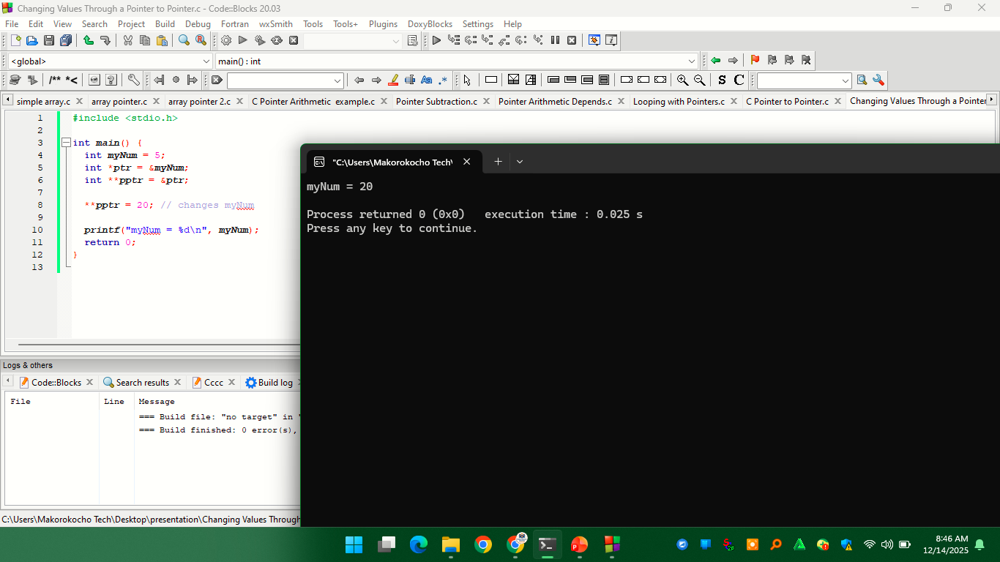 Changing Values Through a Pointer to Pointer.c - Code::Blocks 20.03
File Edit View Search Project Build Debug Fortran wxSmith Tools Tools+ Plugins DoxyBlocks Settings Help
<global> main() : int
/** *< Aa .* S C
simple array.c array pointer.c array pointer 2.c C Pointer Arithmetic example.c Pointer Subtraction.c Pointer Arithmetic Depends.c Looping with Pointers.c C Pointer to Pointer.c Changing Values Through a Pointer
1 #include <stdio.h>
2
3 int main() {
4 int myNum = 5;
5 int *ptr = &myNum;
6 int **pptr = &ptr;
7
8 **pptr = 20; // changes myNum
9
10 printf("myNum = %d\n", myNum);
11 return 0;
12 }
13
"C:\Users\Makorokocho Tech\
myNum = 20
Process returned 0 (0x0) execution time : 0.025 s
Press any key to continue.
Logs & others
Code::Blocks Search results Cccc Build log
File Line Message
=== Build file: "no target" in
=== Build finished: 0 error(s),
C:\Users\Makorokocho Tech\Desktop\presentation\Changing Values Through
8:46 AM
12/14/2025